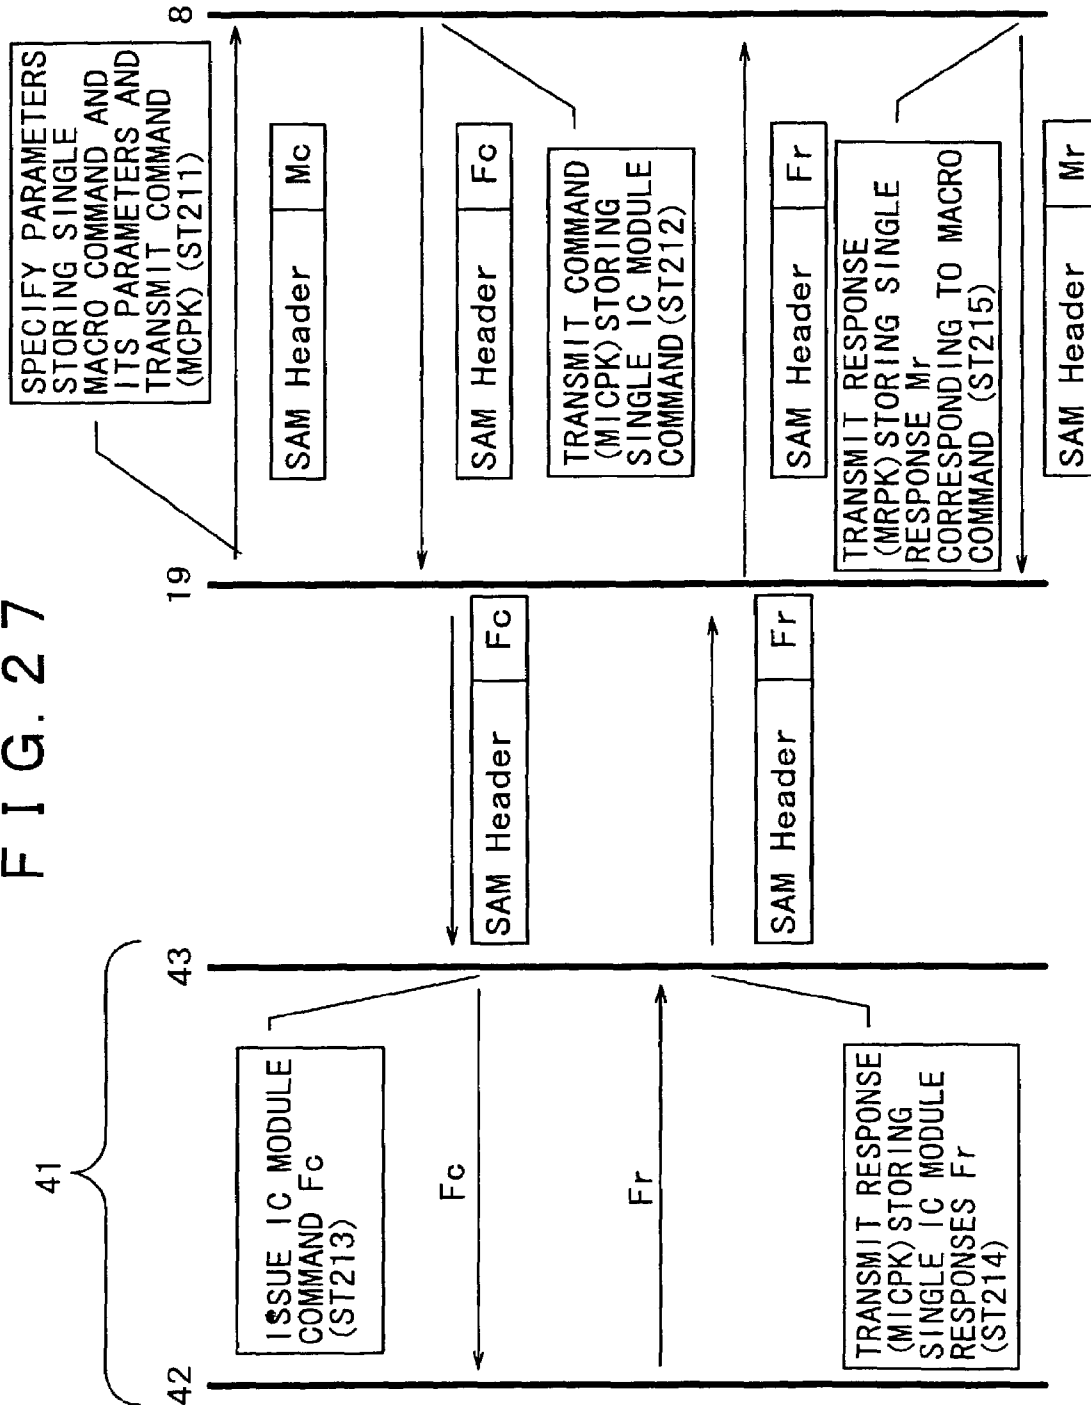 FIG. 27
41
42
43
19
8
SPECIFY PARAMETERS
STORING SINGLE
MACRO COMMAND AND
ITS PARAMETERS AND
TRANSMIT COMMAND
(MCPK) (ST211)
SAM Header Mc
SAM Header Fc
TRANSMIT COMMAND
(MICPK) STORING
SINGLE IC MODULE
COMMAND (ST212)
SAM Header Fc
ISSUE IC MODULE
COMMAND Fc
(ST213)
Fc
Fr
TRANSMIT RESPONSE
(MICPK) STORING
SINGLE IC MODULE
RESPONSES Fr
(ST214)
SAM Header Fr
SAM Header Fr
TRANSMIT RESPONSE
(MRPK) STORING SINGLE
RESPONSE Mr
CORRESPONDING TO MACRO
COMMAND (ST215)
SAM Header Mr